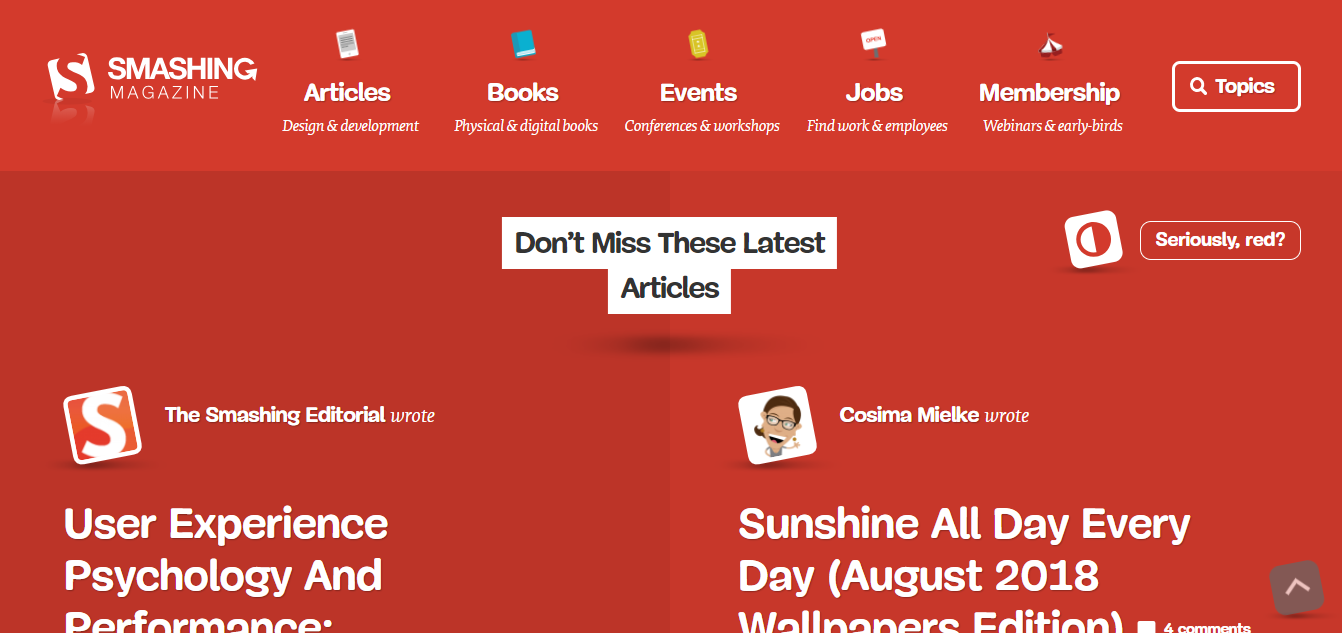 SMASHING
MAGAZINE
Articles
Design & development
Books
Physical & digital books
Events
Conferences & workshops
OPEN
Jobs
Find work & employees
Membership
Webinars & early-birds
Topics
Don’t Miss These Latest
Articles
Seriously, red?
The Smashing Editorial wrote
User Experience
Psychology And
Performance:
Cosima Mielke wrote
Sunshine All Day Every
Day (August 2018
Wallpapers Edition)
4 comments